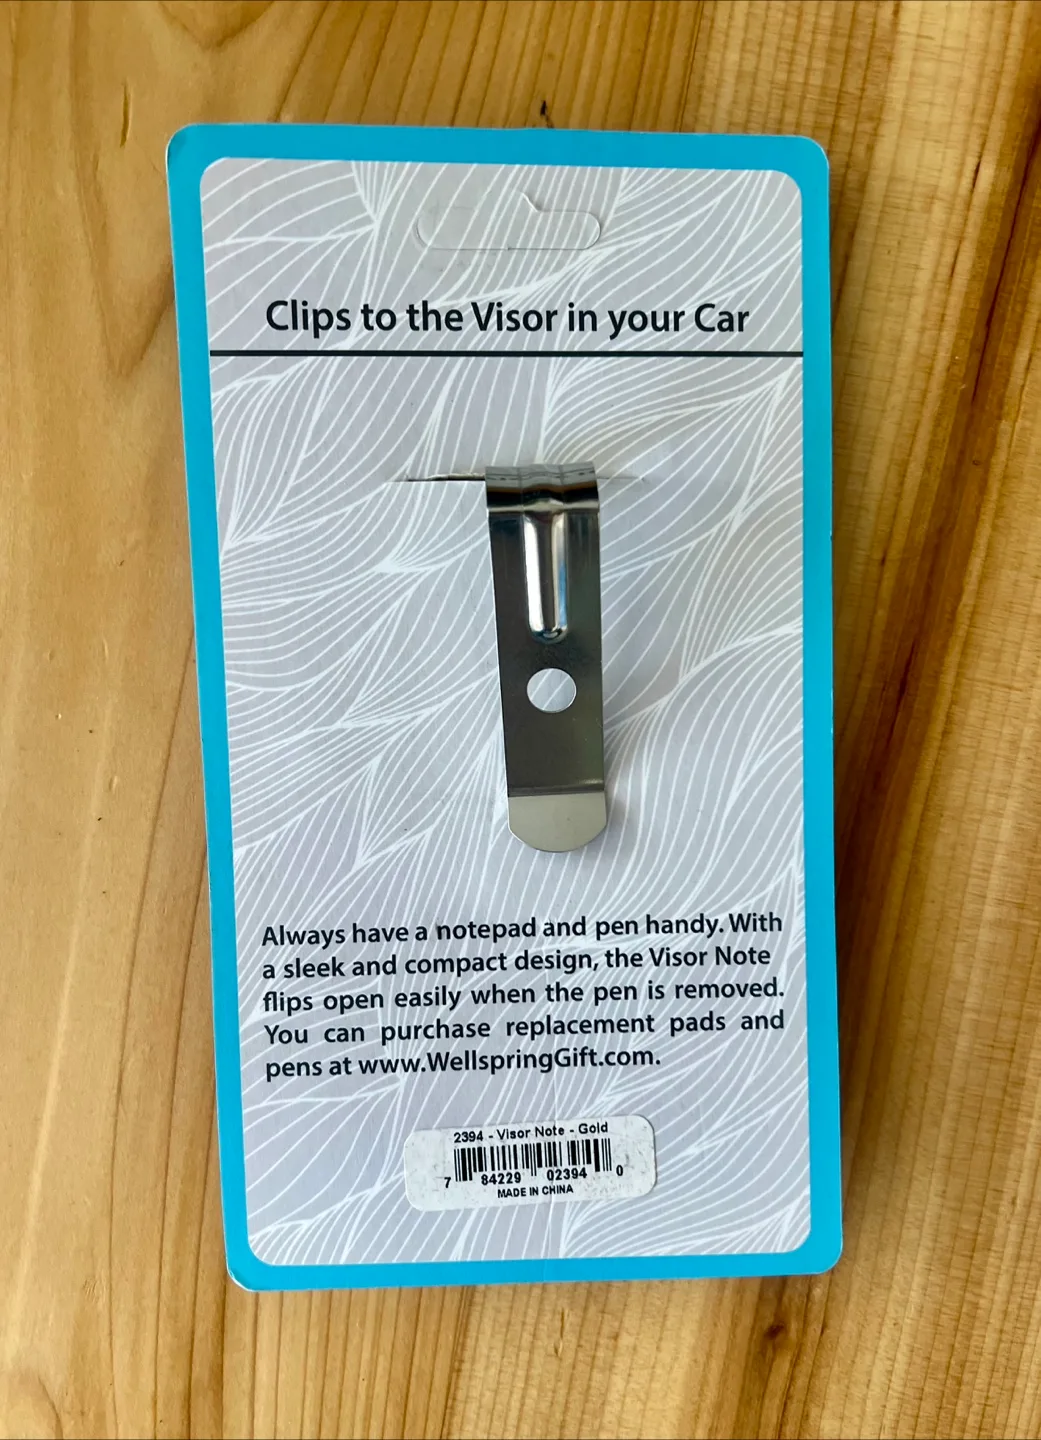 Clips to the Visor in your Car
Always have a notepad and pen handy. With
a sleek and compact design, the Visor Note
flips open easily when the pen is removed.
You can purchase replacement pads and
pens at www.WellspringGift.com.
2394 - Visor Note - Gold
7 84229 02394 0
MADE IN CHINA